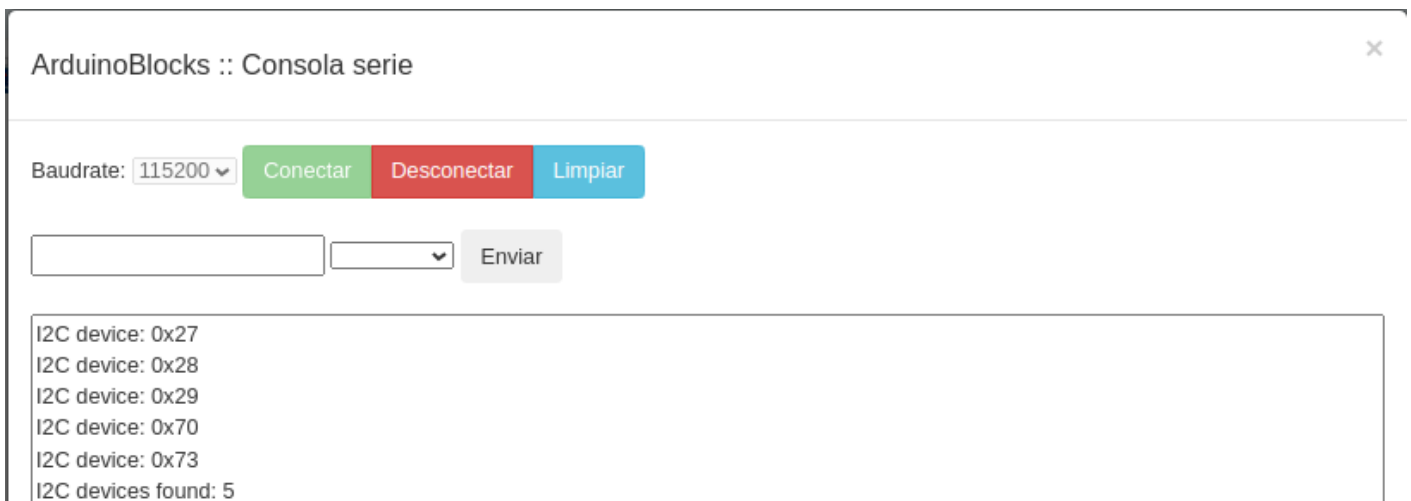 ArduinoBlocks :: Consola serie
×
Baudrate: 115200 Conectar Desconectar Limpiar
Enviar
I2C device: 0x27
I2C device: 0x28
I2C device: 0x29
I2C device: 0x70
I2C device: 0x73
I2C devices found: 5